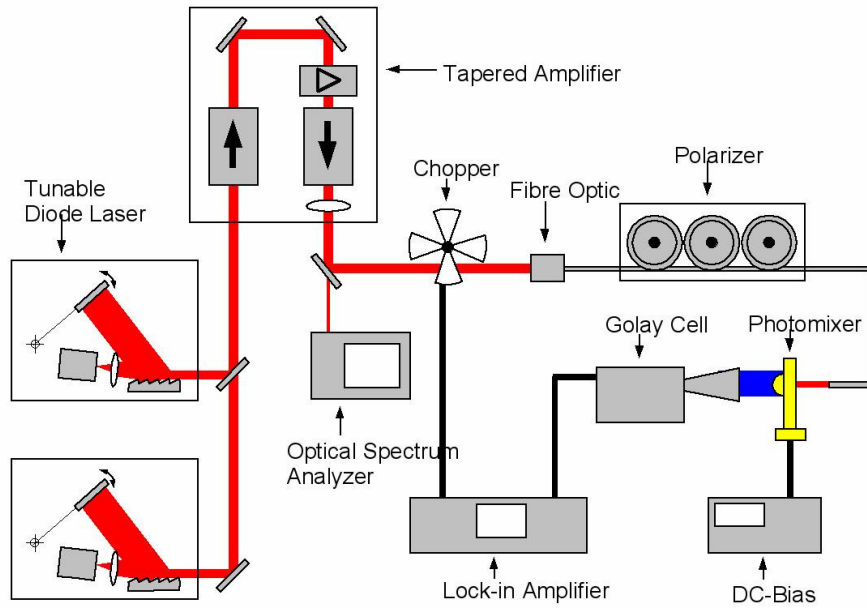 Tapered Amplifier
Chopper
Fibre Optic
Polarizer
Tunable
Diode Laser
Golay Cell
Photomixer
Optical Spectrum
Analyzer
Lock-in Amplifier
DC-Bias